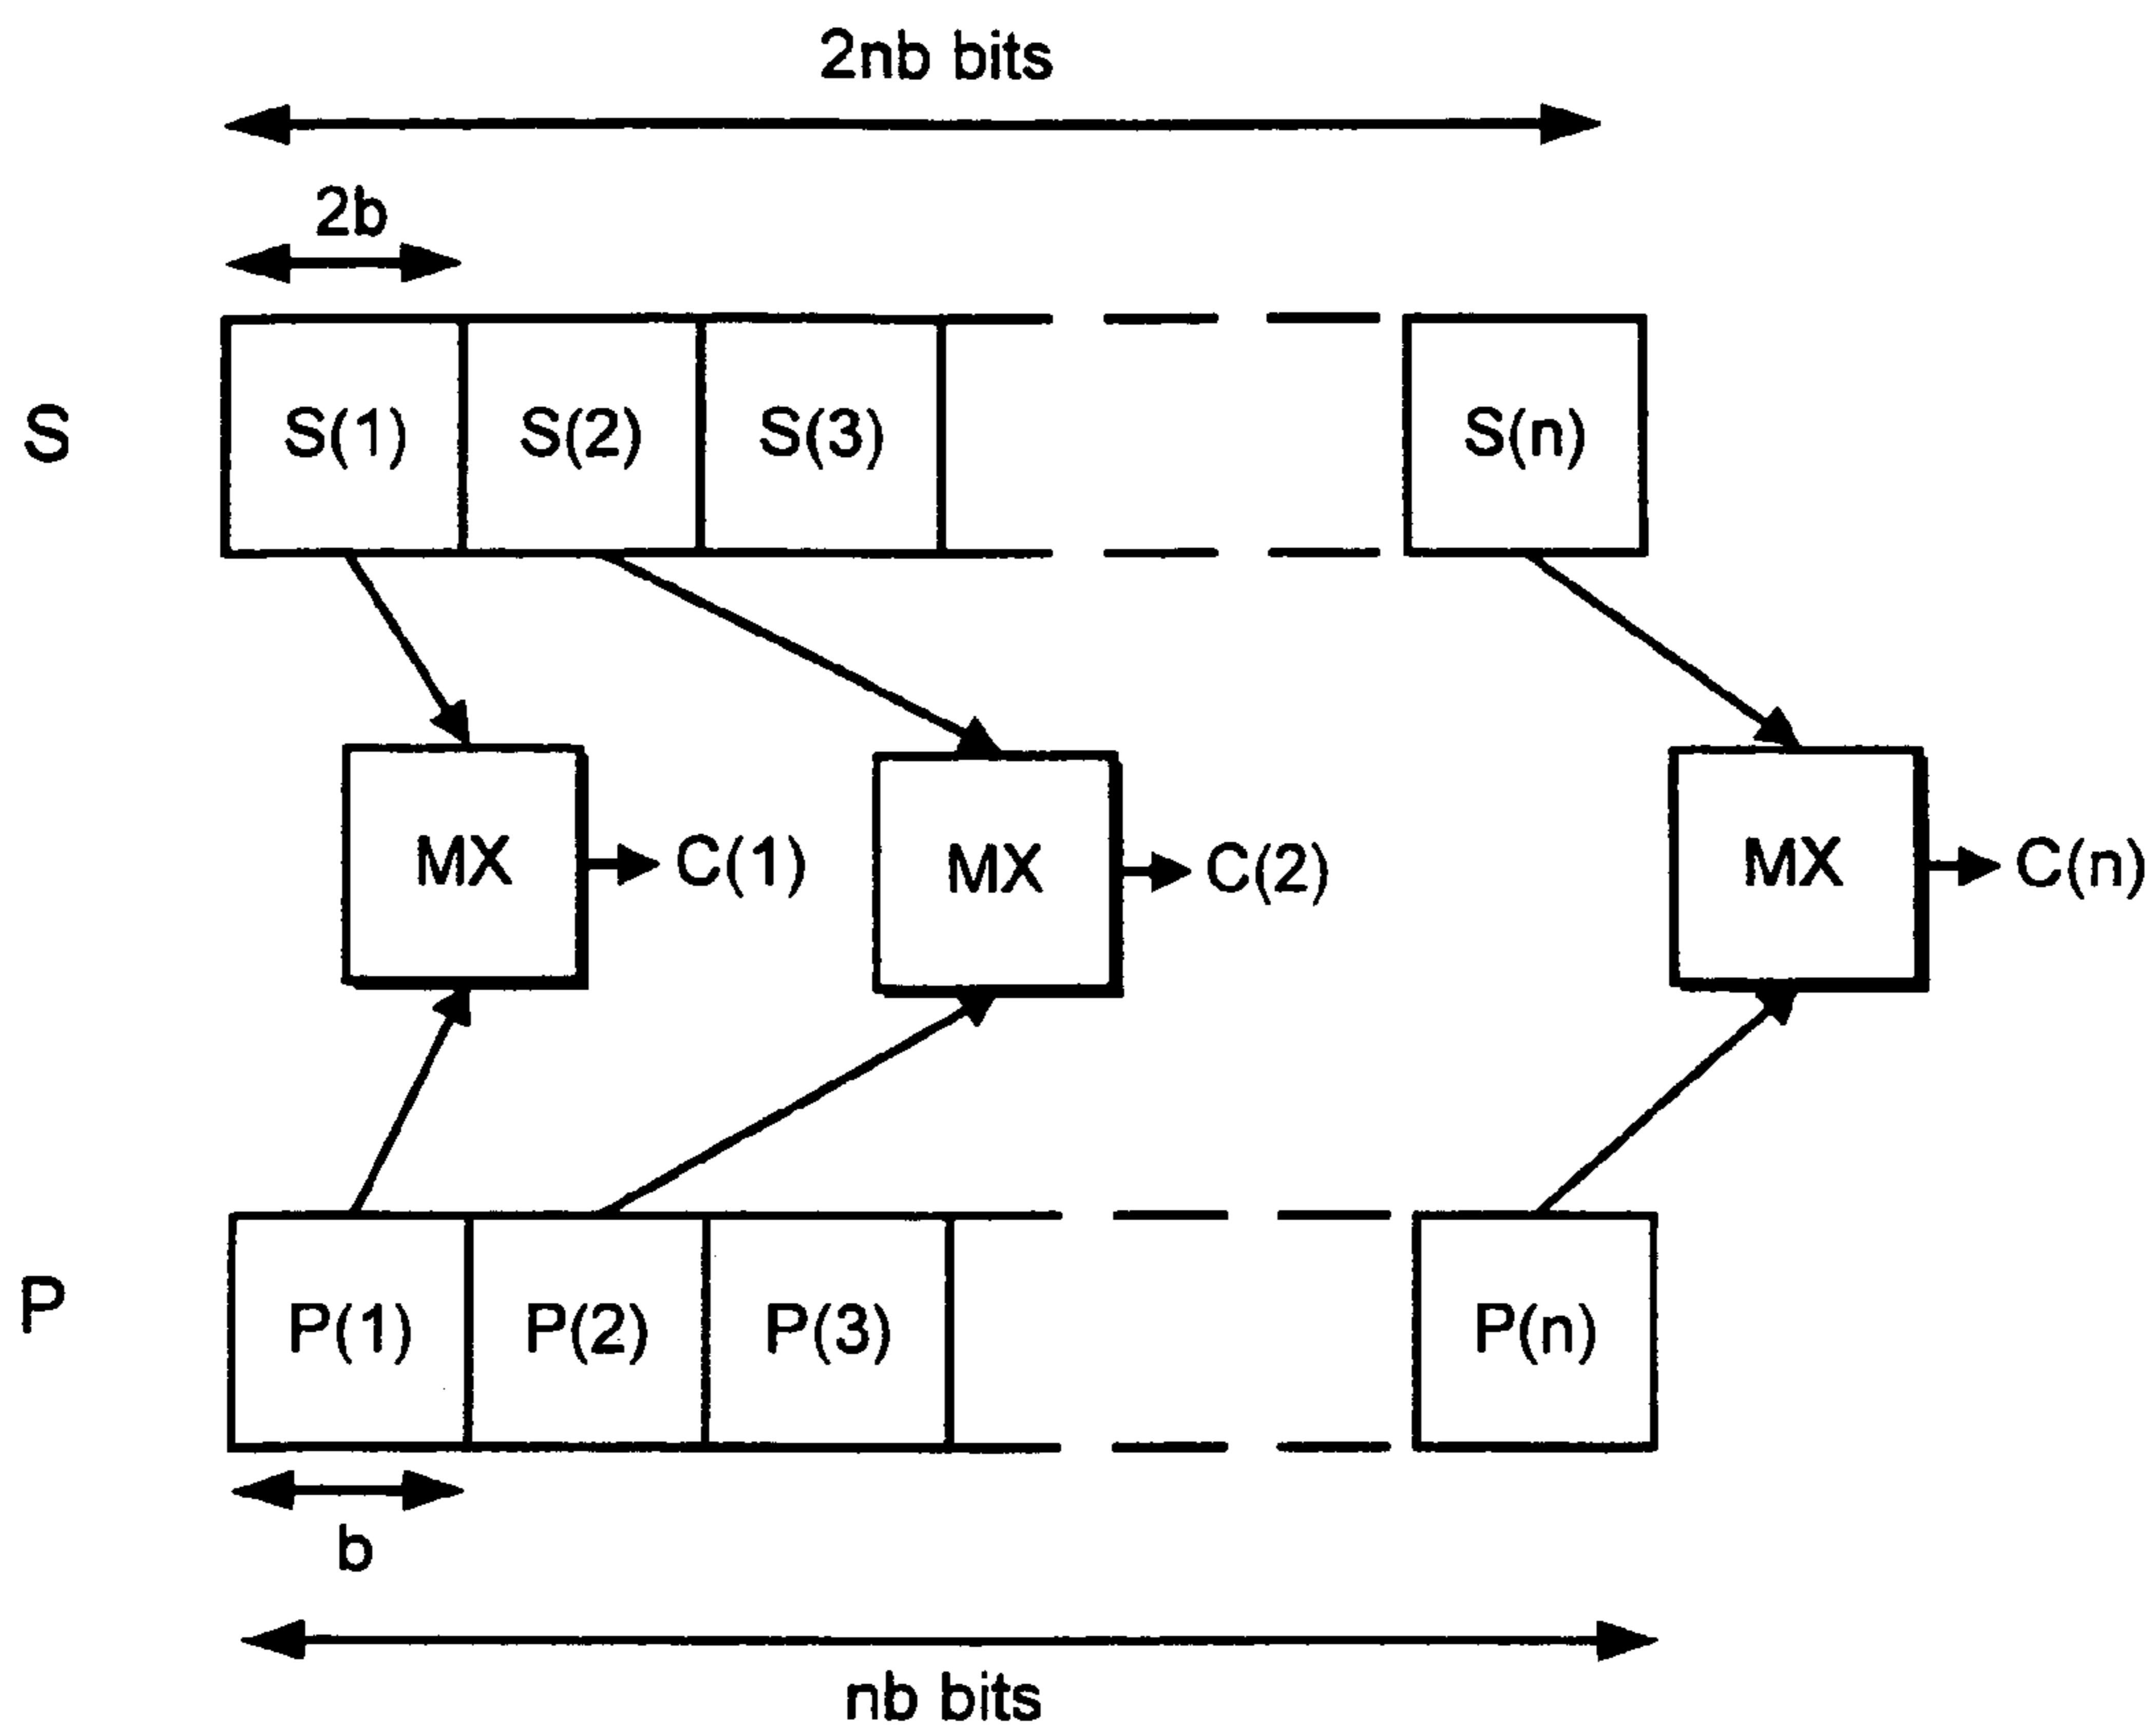 2nb bits
2b
S
S(1) S(2) S(3) S(n)
MX C(1) MX C(2) MX C(n)
P
P(1) P(2) P(3) P(n)
b
nb bits